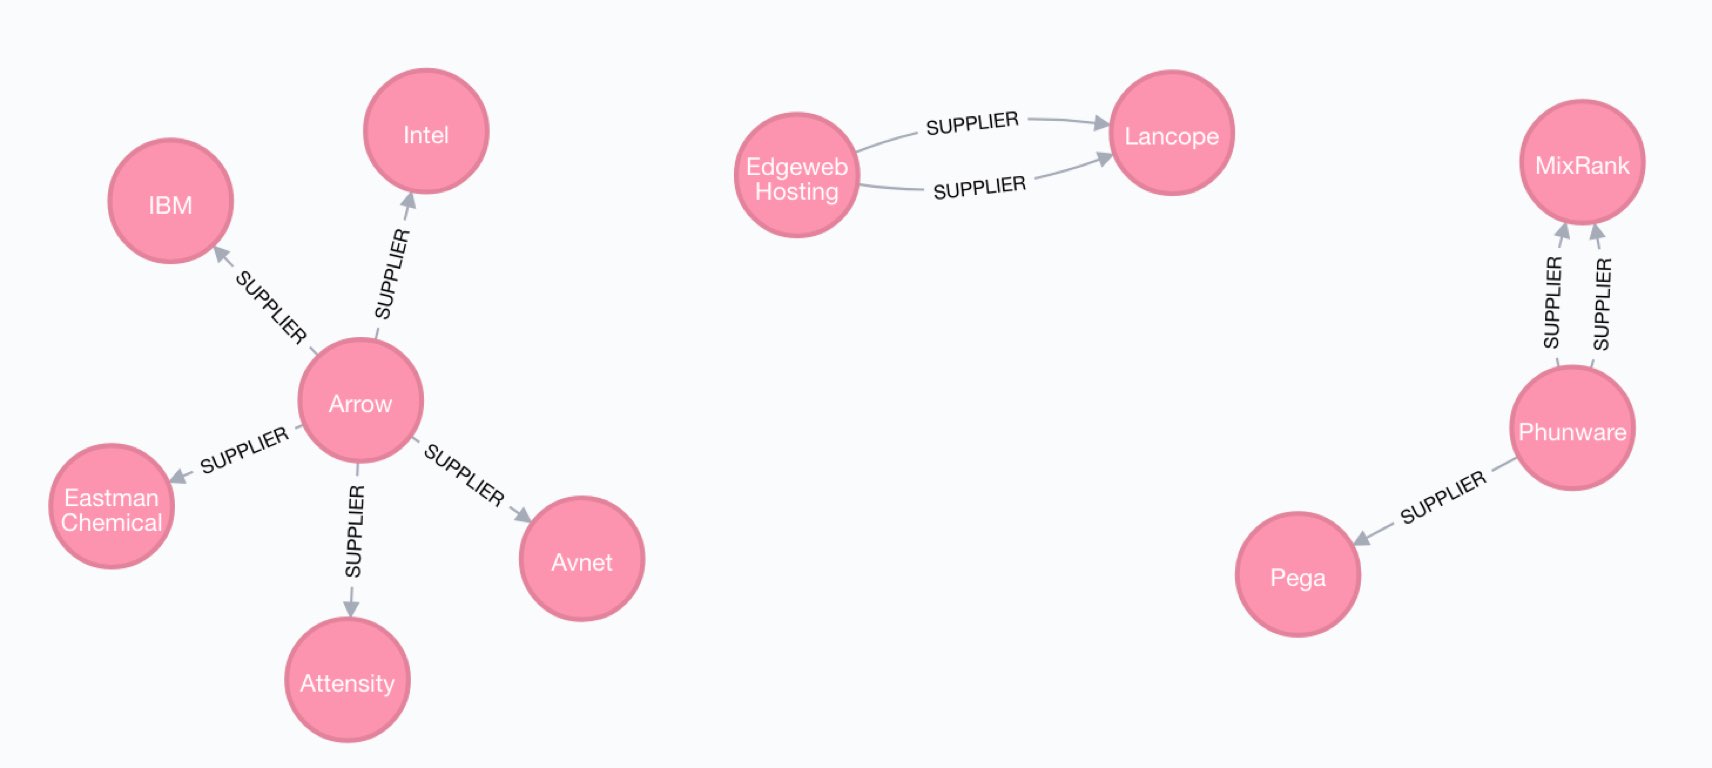 Intel
IBM
SUPPLIER
SUPPLIER
Arrow
SUPPLIER
SUPPLIER
SUPPLIER
Eastman
Chemical
Avnet
Attensity
Edgeweb
Hosting
SUPPLIER
SUPPLIER
Lancope
MixRank
SUPPLIER
SUPPLIER
Phunware
SUPPLIER
Pega